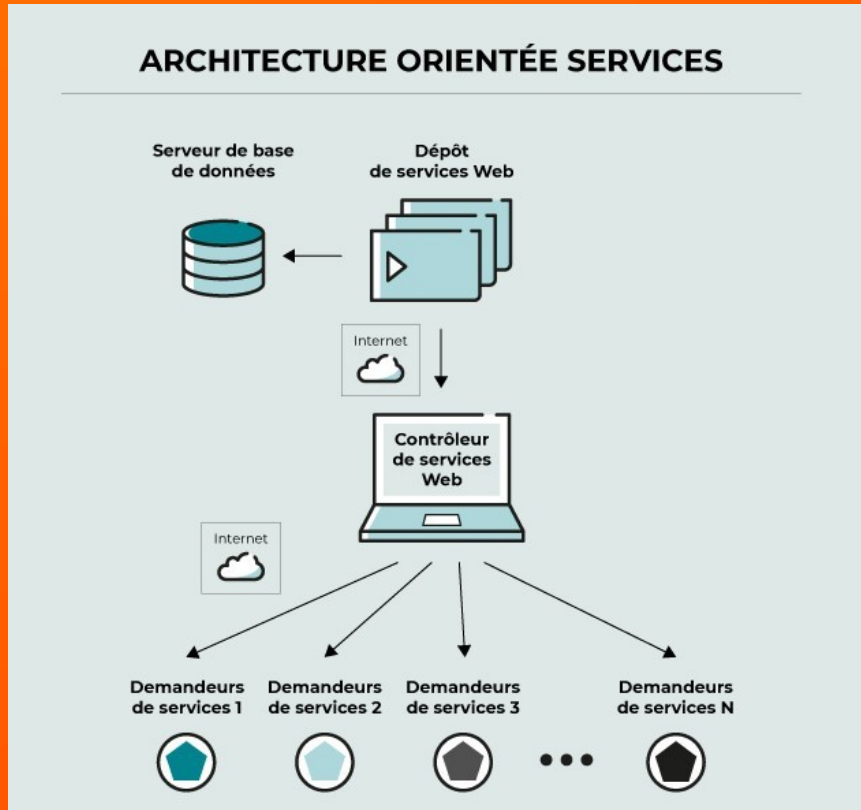 ARCHITECTURE ORIENTÉE SERVICES
Serveur de base
de données
Dépôt
de services Web
Internet
Contrôleur
de services
Web
Internet
Demandeurs
de services 1
Demandeurs
de services 2
Demandeurs
de services 3
Demandeurs
de services N